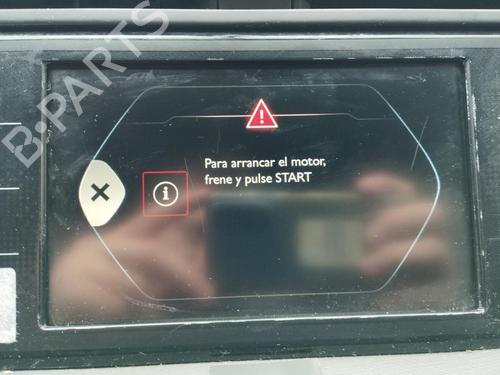 B-PARTS
Para arrancar el motor,
frene y pulse START